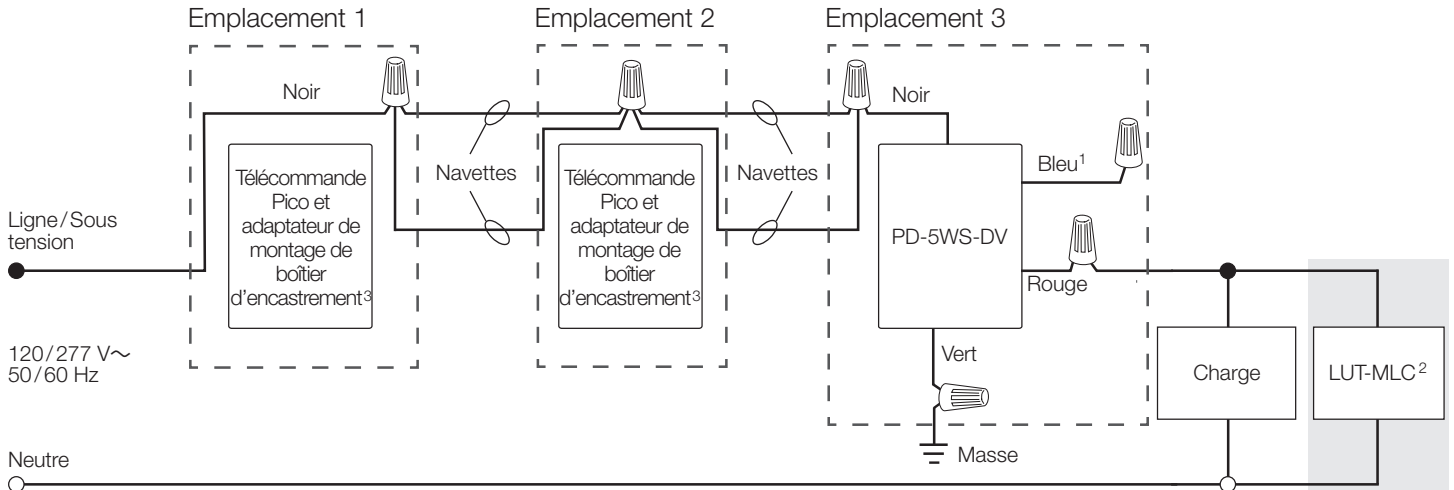 Emplacement 1
Emplacement 2
Emplacement 3
Noir
Noir
Navettes
Navettes
Bleu¹
Télécommande
Pico et
adaptateur de
montage de
boîtier
d'encastrement³
Télécommande
Pico et
adaptateur de
montage de
boîtier
d'encastrement³
Ligne/Sous
tension
PD-5WS-DV
Rouge
120/277 V~
50/60 Hz
Vert
Charge
LUT-MLC²
Masse
Neutre